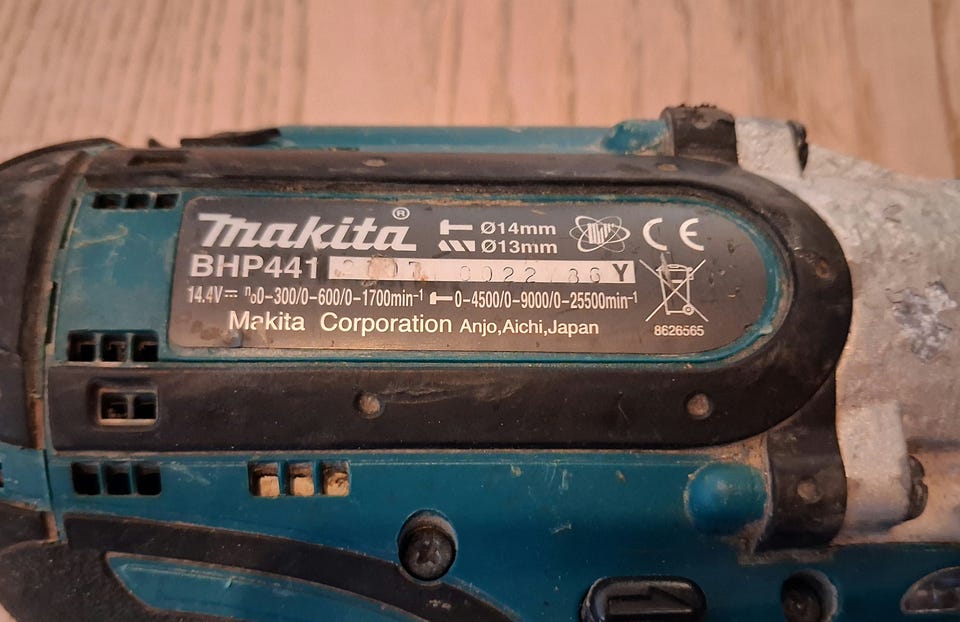 makita®
Ø14mm
Ø13mm
CE
BHP441 Y
14.4V⎓ n₀0–300/0–600/0–1700min⁻¹ 0–4500/0–9000/0–25500min⁻¹
Makita Corporation Anjo,Aichi,Japan
8626565